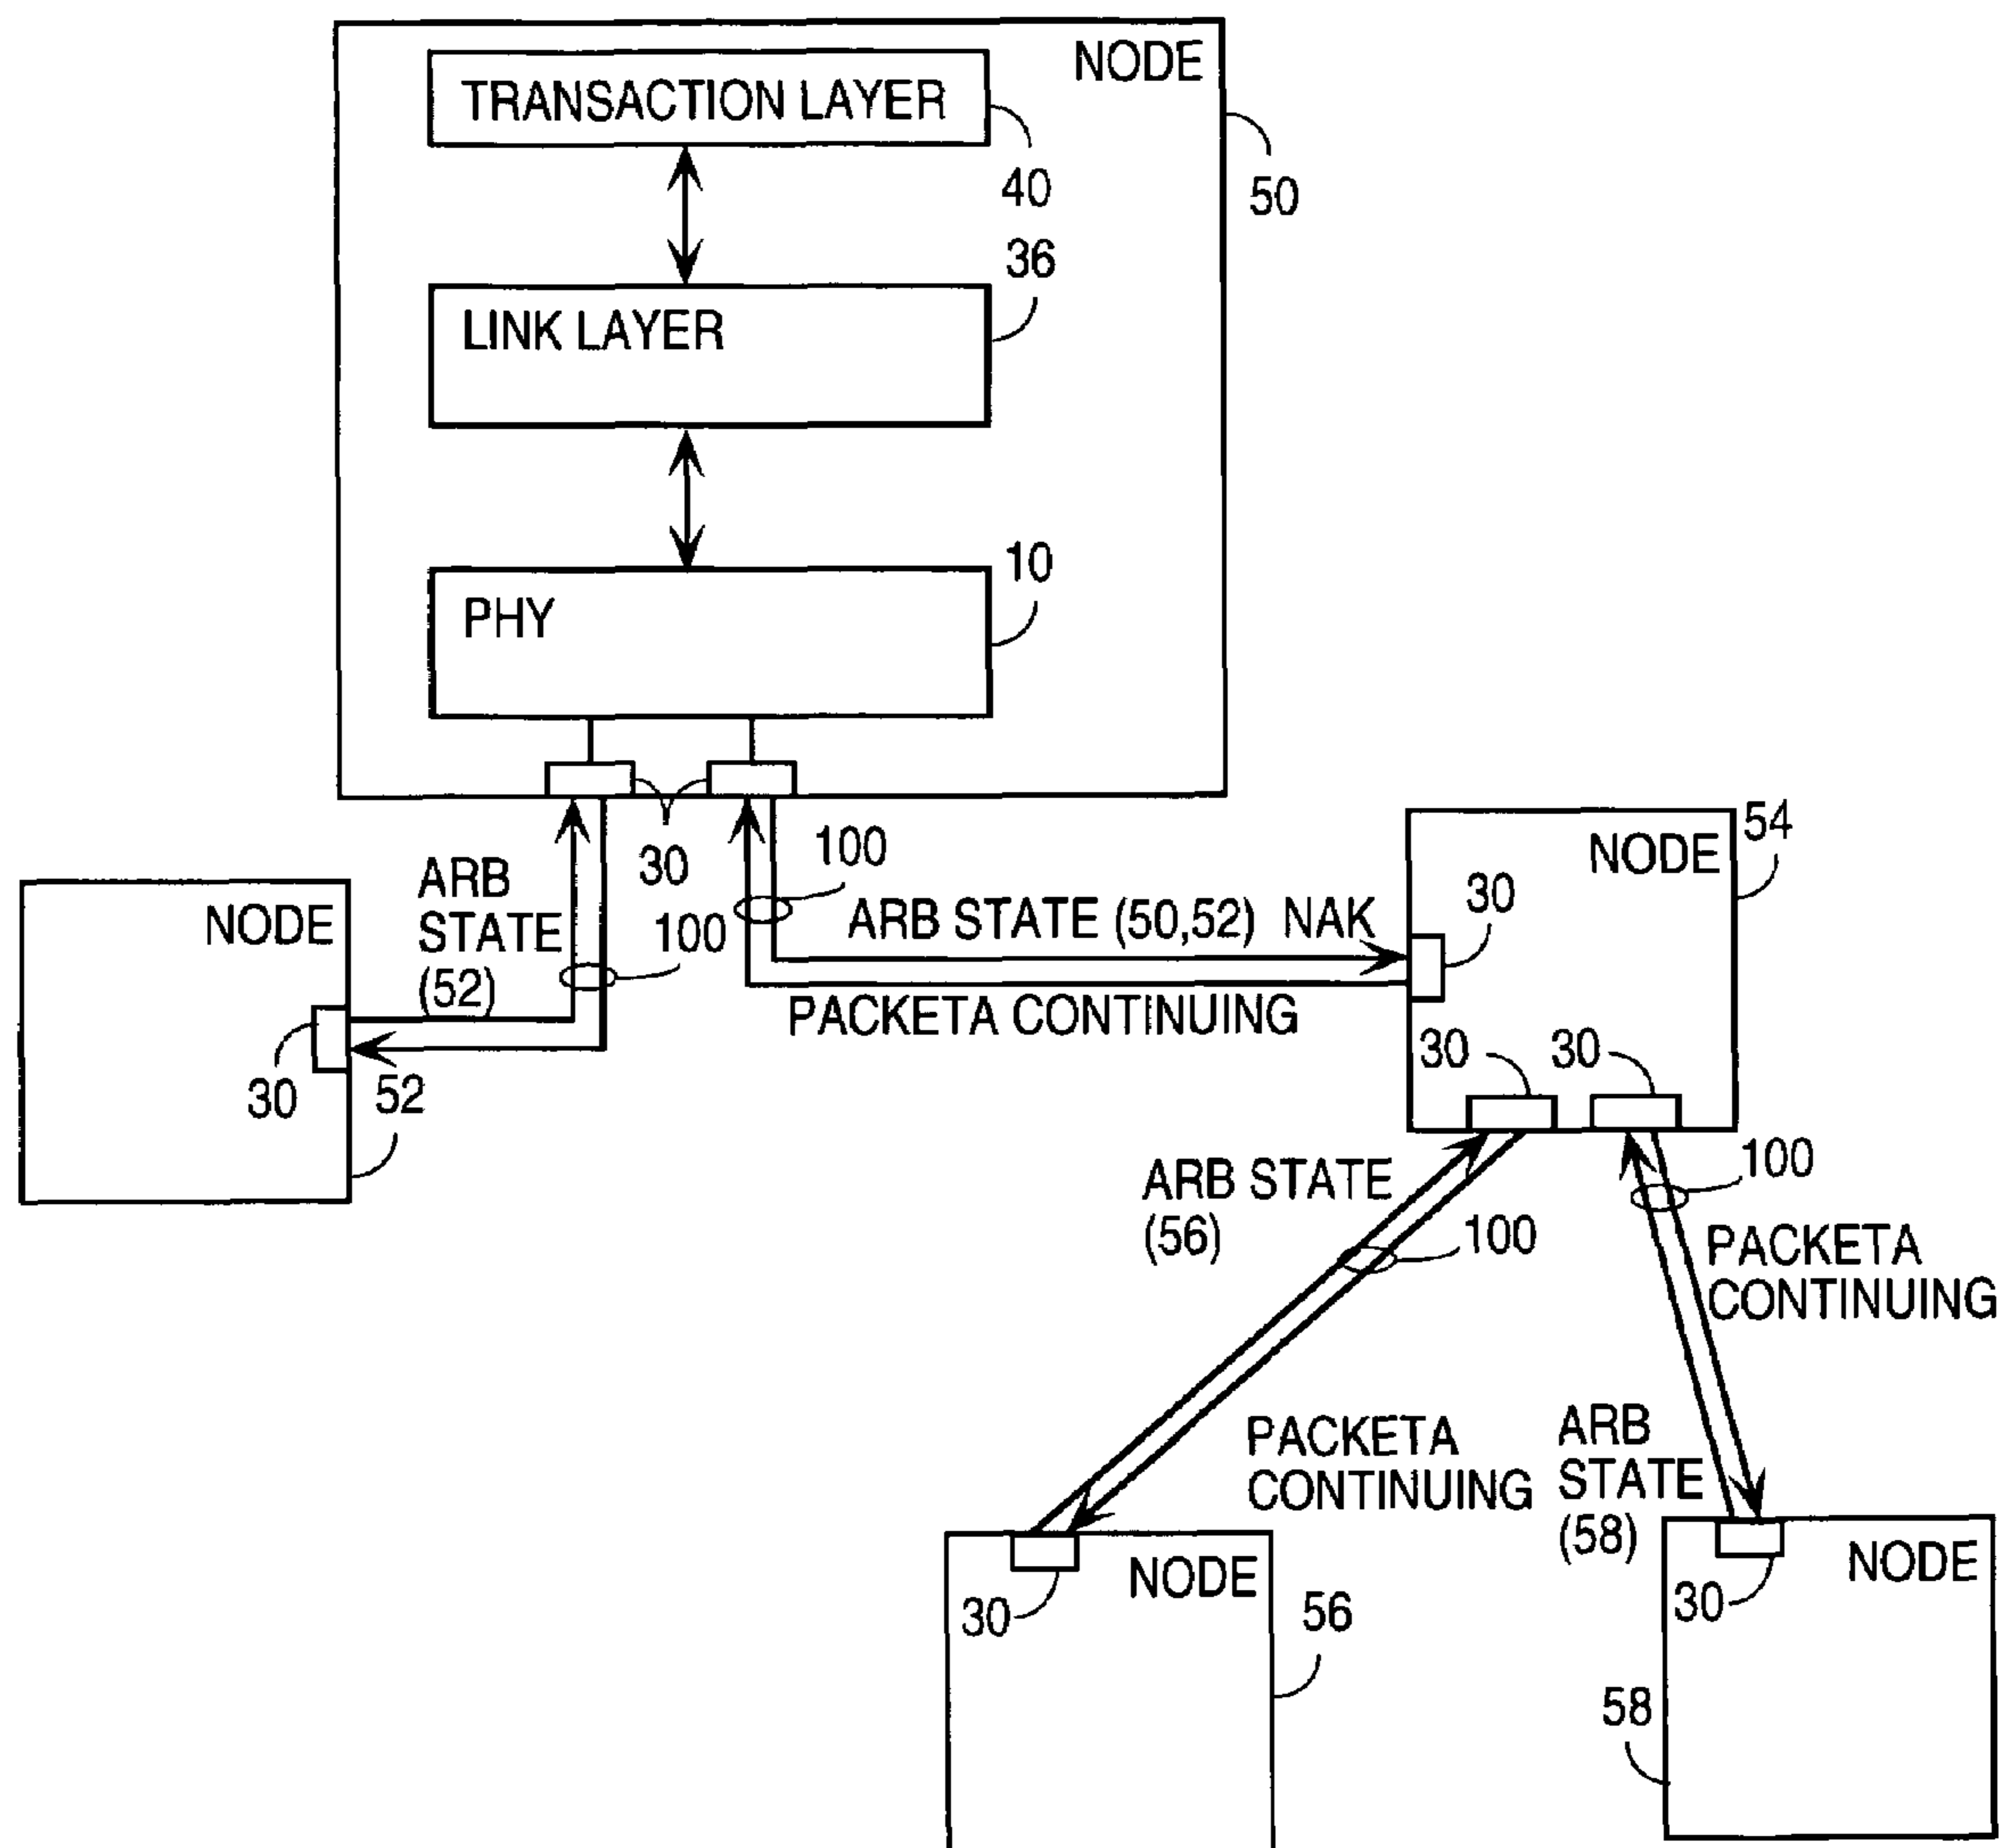 NODE
TRANSACTION LAYER
40
50
36
LINK LAYER
10
PHY
30
100
54
NODE
30
ARB
STATE
(52)
100
ARB STATE (50,52) NAK
PACKETA CONTINUING
NODE
30
52
30
30
ARB STATE
(56)
100
100
PACKETA
CONTINUING
PACKETA
CONTINUING
ARB
STATE
(58)
NODE
30
56
NODE
30
58